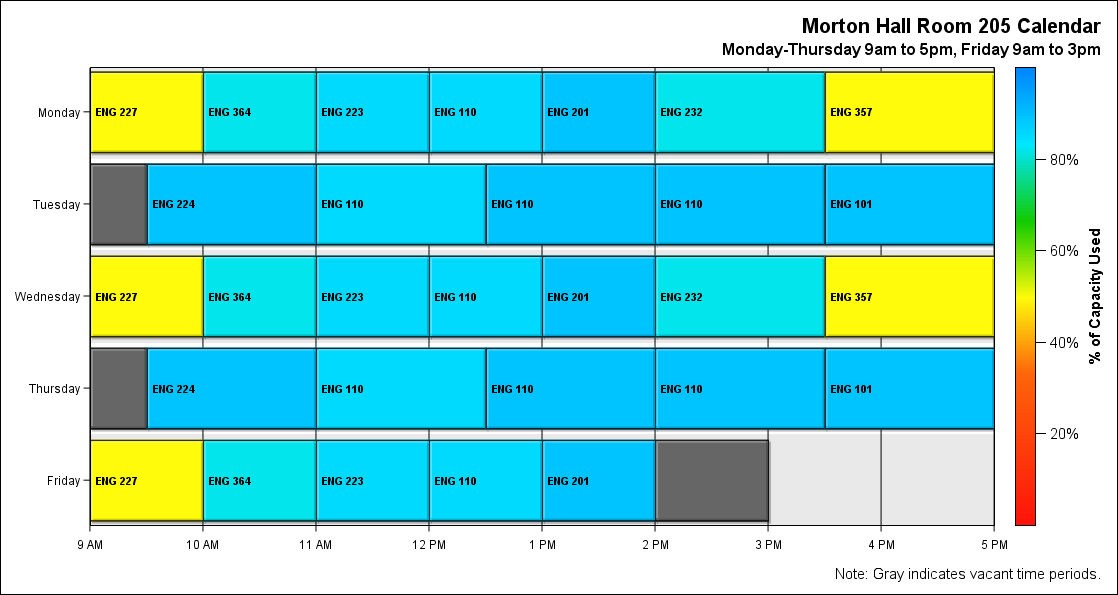 Morton Hall Room 205 Calendar
Monday-Thursday 9am to 5pm, Friday 9am to 3pm
Monday
ENG 227
ENG 364
ENG 223
ENG 110
ENG 201
ENG 232
ENG 357
Tuesday
ENG 224
ENG 110
ENG 110
ENG 110
ENG 101
Wednesday
ENG 227
ENG 364
ENG 223
ENG 110
ENG 201
ENG 232
ENG 357
Thursday
ENG 224
ENG 110
ENG 110
ENG 110
ENG 101
Friday
ENG 227
ENG 364
ENG 223
ENG 110
ENG 201
9 AM
10 AM
11 AM
12 PM
1 PM
2 PM
3 PM
4 PM
5 PM
80%
60%
40%
20%
% of Capacity Used
Note: Gray indicates vacant time periods.